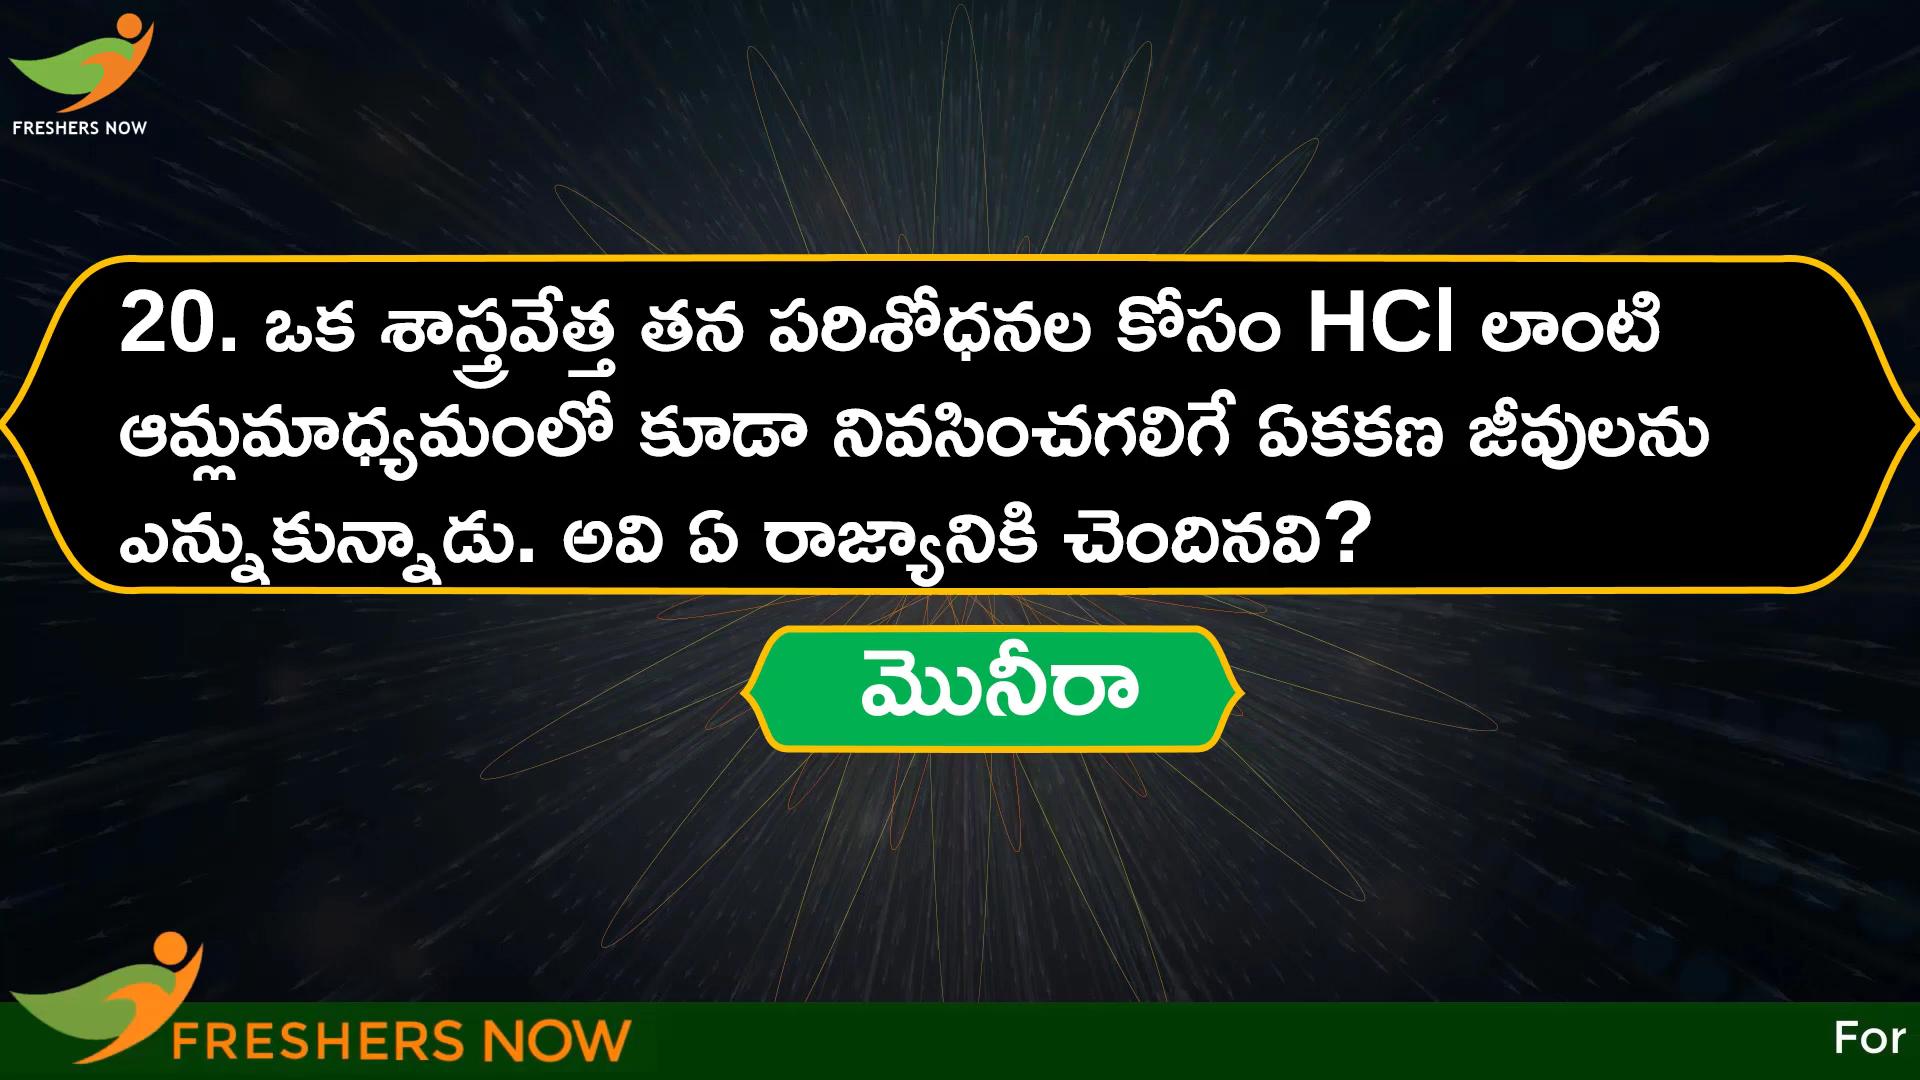 FRESHERS NOW
20. ఒక శాస్త్రవేత్త తన పరిశోధనల కోసం HCl లాంటి
ఆమ్లమాధ్యమంలో కూడా నివసించగలిగే ఏకకణ జీవులను
ఎన్నుకున్నాడు. అవి ఏ రాజ్యానికి చెందినవి?
మొనీరా
FRESHERS NOW
For